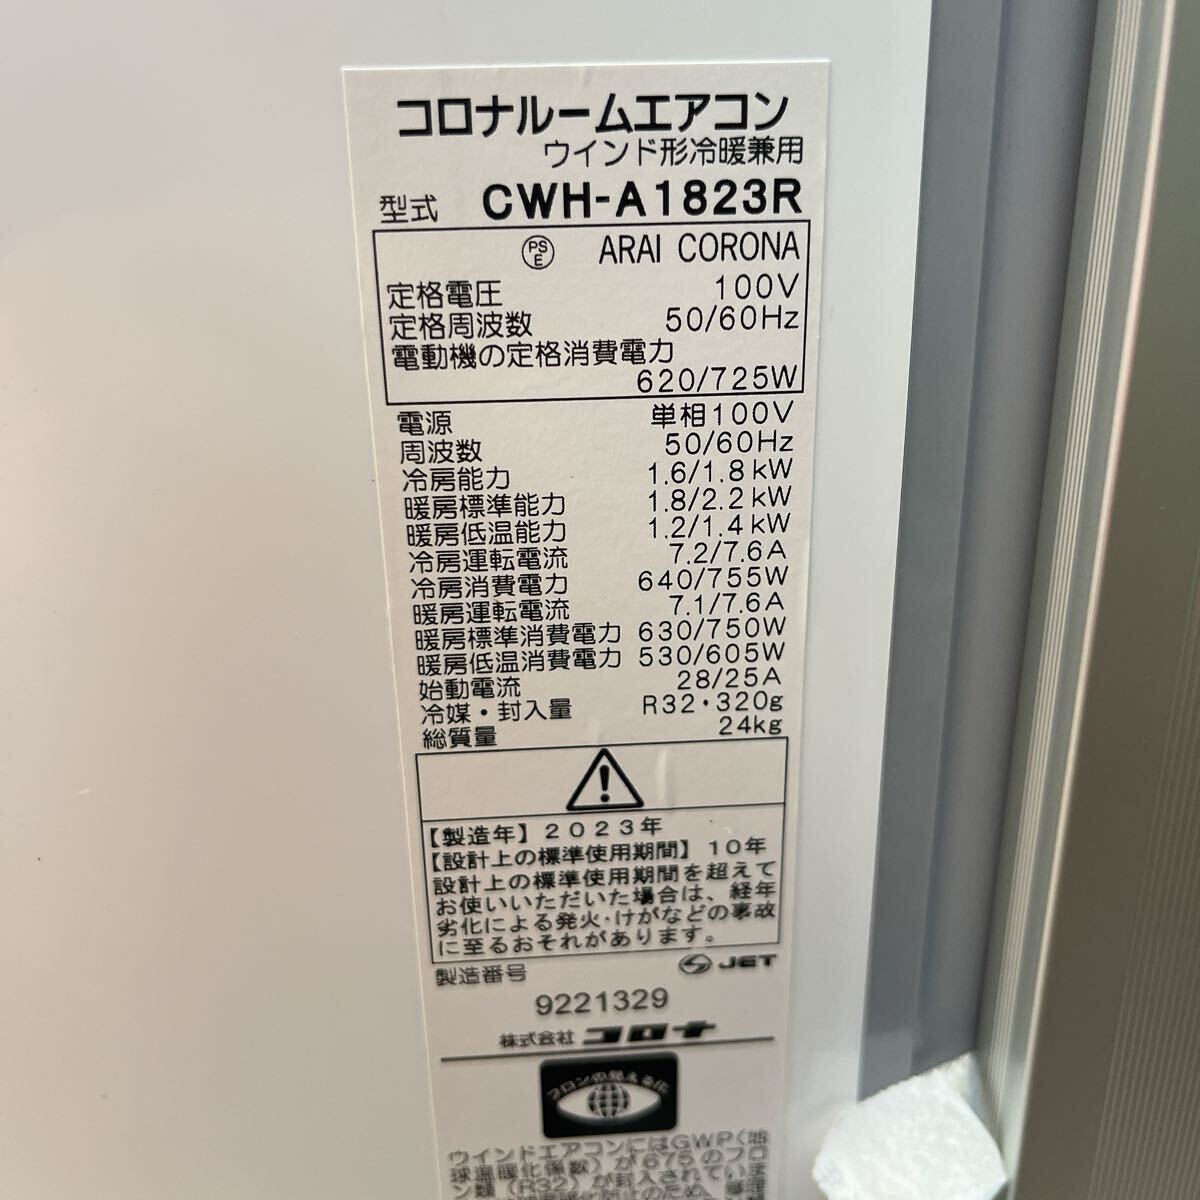 コロナルームエアコン
ウインド形冷暖兼用
型式 CWH-A1823R
PSE ARAI CORONA
定格電圧 100V
定格周波数 50/60Hz
電動機の定格消費電力
620/725W
電源 単相100V
周波数 50/60Hz
冷房能力 1.6/1.8kW
暖房標準能力 1.8/2.2kW
暖房低温能力 1.2/1.4kW
冷房運転電流 7.2/7.6A
冷房消費電力 640/755W
暖房運転電流 7.1/7.6A
暖房標準消費電力 630/750W
暖房低温消費電力 530/605W
始動電流 28/25A
冷媒・封入量 R32・320g
総質量 24kg
【製造年】2023年
【設計上の標準使用期間】10年
設計上の標準使用期間を超えて
お使いいただいた場合は、経年
劣化による発火・けがなどの事故
に至るおそれがあります。
JET
製造番号
9221329
株式会社 コロナ
フロンの見える化
ウインドエアコンにはGWP(地
球温暖化係数)が675のフロ
ン類(R32)が封入されていま